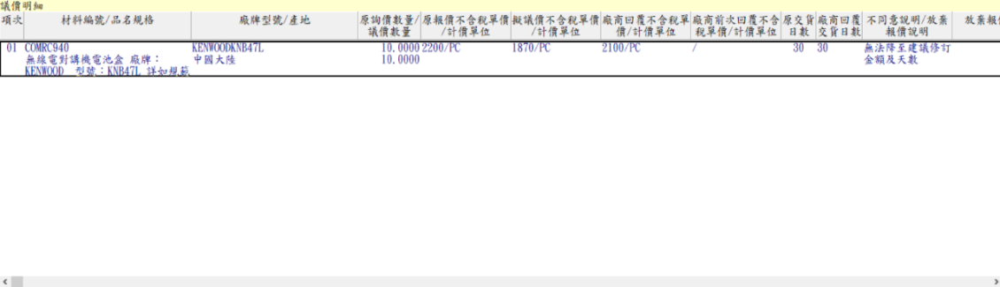 議價明細
項次 材料編號/品名規格 廠牌型號/產地 原詢價數量/ 原報價不含稅單價 擬議價不含稅單價 廠商回覆不含稅單 廠商前次回覆不含 原交貨 廠商回覆 不同意說明/放棄 放棄報價
議價數量 /計價單位 /計價單位 價/計價單位 稅單價/計價單位 日數 交貨日數 報價說明
01 COMRC940 KENWOODKNB47L 10.0000 2200/PC 1870/PC 2100/PC / 30 30 無法降至建議修訂
無線電對講機電池盒 廠牌： 中國大陸 10.0000 金額及天數
KENWOOD 型號：KNB47L 詳如規範